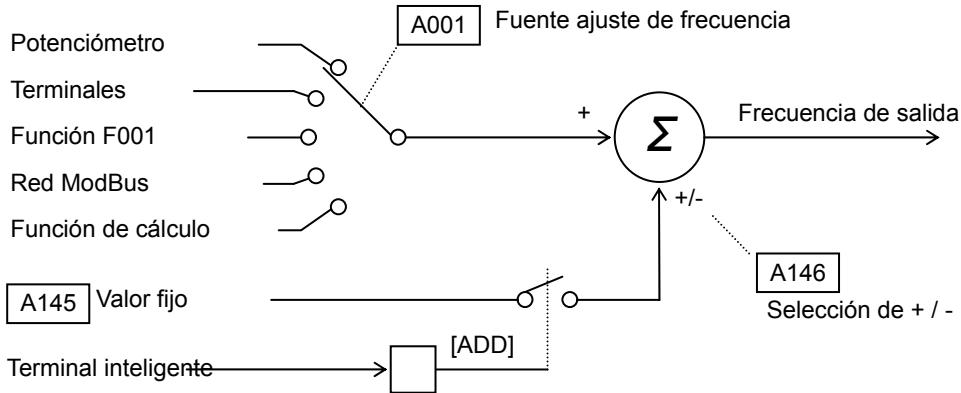 A001 Fuente ajuste de frecuencia
Potenciómetro
Terminales
Función F001
Red ModBus
Función de cálculo
+ Σ Frecuencia de salida
+/-
A146
Selección de + / -
A145 Valor fijo
[ADD]
Terminal inteligente